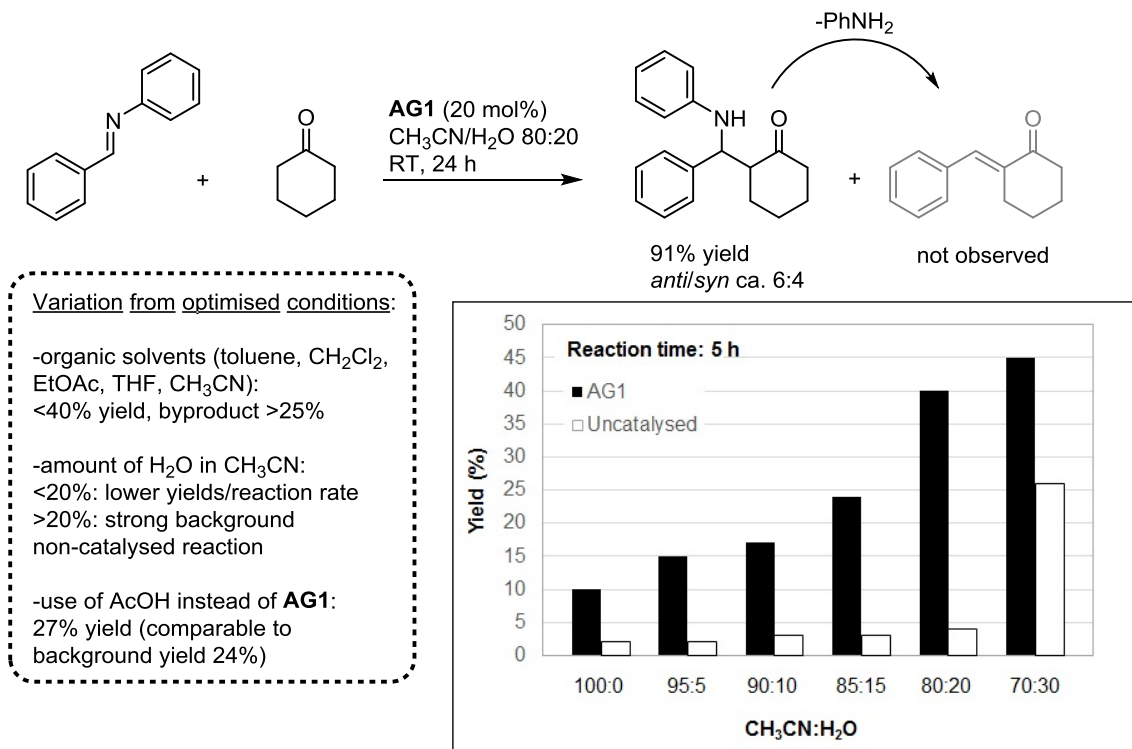 -PhNH₂
N
O
AG1 (20 mol%)
CH₃CN/H₂O 80:20
RT, 24 h
+
NH
O
+
O
91% yield
anti/syn ca. 6:4
not observed
Variation from optimised conditions:
-organic solvents (toluene, CH₂Cl₂,
EtOAc, THF, CH₃CN):
<40% yield, byproduct >25%
-amount of H₂O in CH₃CN:
<20%: lower yields/reaction rate
>20%: strong background
non-catalysed reaction
-use of AcOH instead of AG1:
27% yield (comparable to
background yield 24%)
Reaction time: 5 h
AG1
Uncatalysed
Yield (%)
50
45
40
35
30
25
20
15
10
5
0
100:0 95:5 90:10 85:15 80:20 70:30
CH₃CN:H₂O